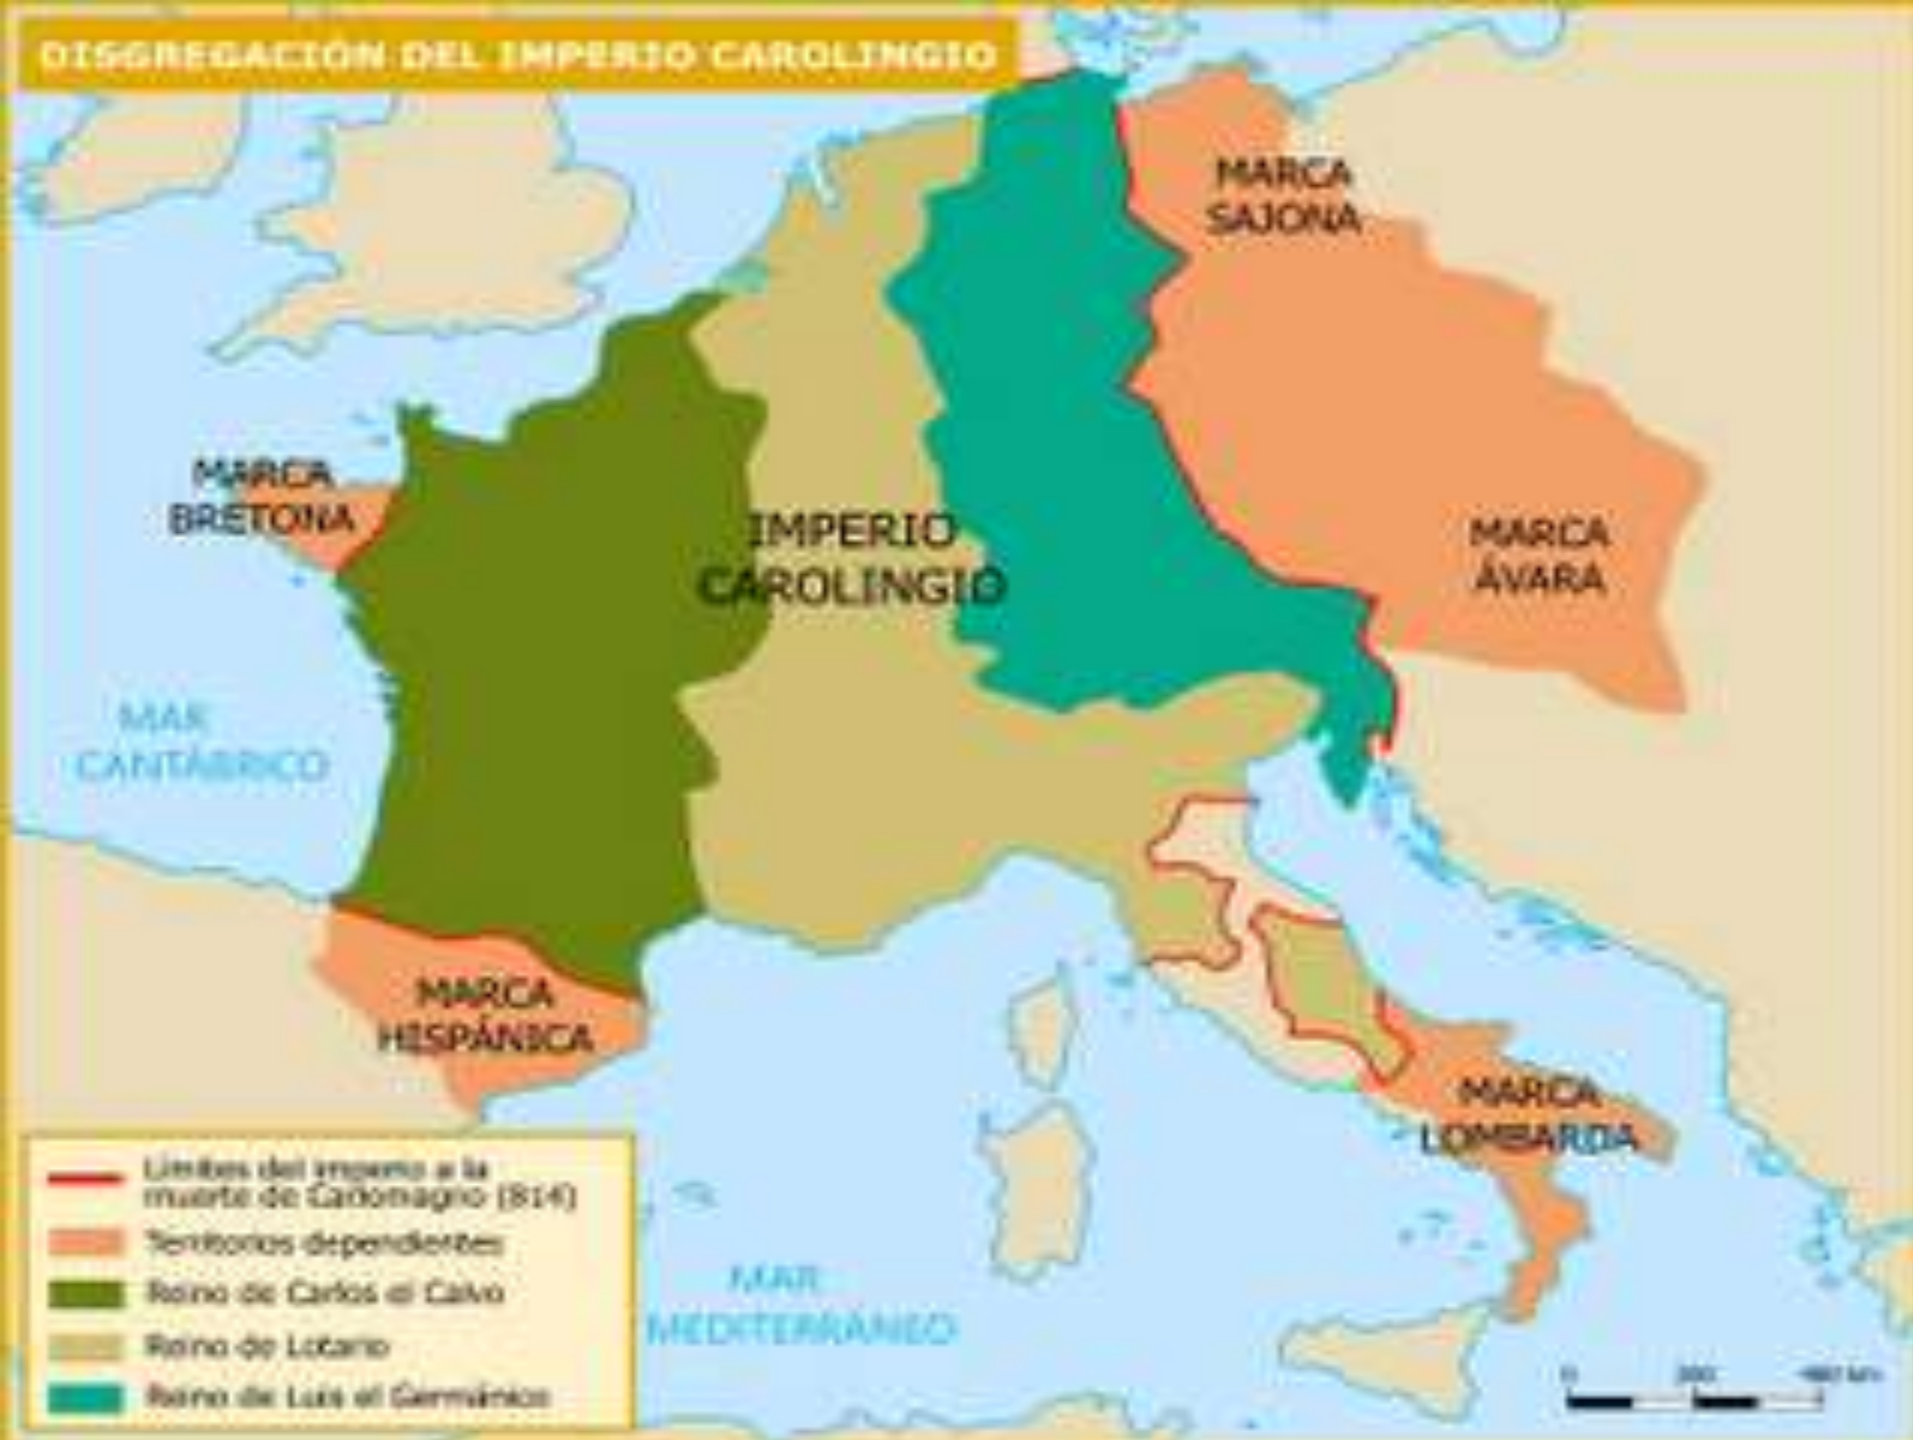 DISGREGACIÓN DEL IMPERIO CAROLINGIO
MARCA
SAJONA
MARCA
BRETONA
IMPERIO
CAROLINGIO
MARCA
ÁVARA
MAR
CANTÁBRICO
MARCA
HISPÁNICA
MARCA
LOMBARDA
MAR
MEDITERRÁNEO
Límites del imperio a la
muerte de Carlomagno (814)
Territorios dependientes
Reino de Carlos el Calvo
Reino de Lotario
Reino de Luis el Germánico
0